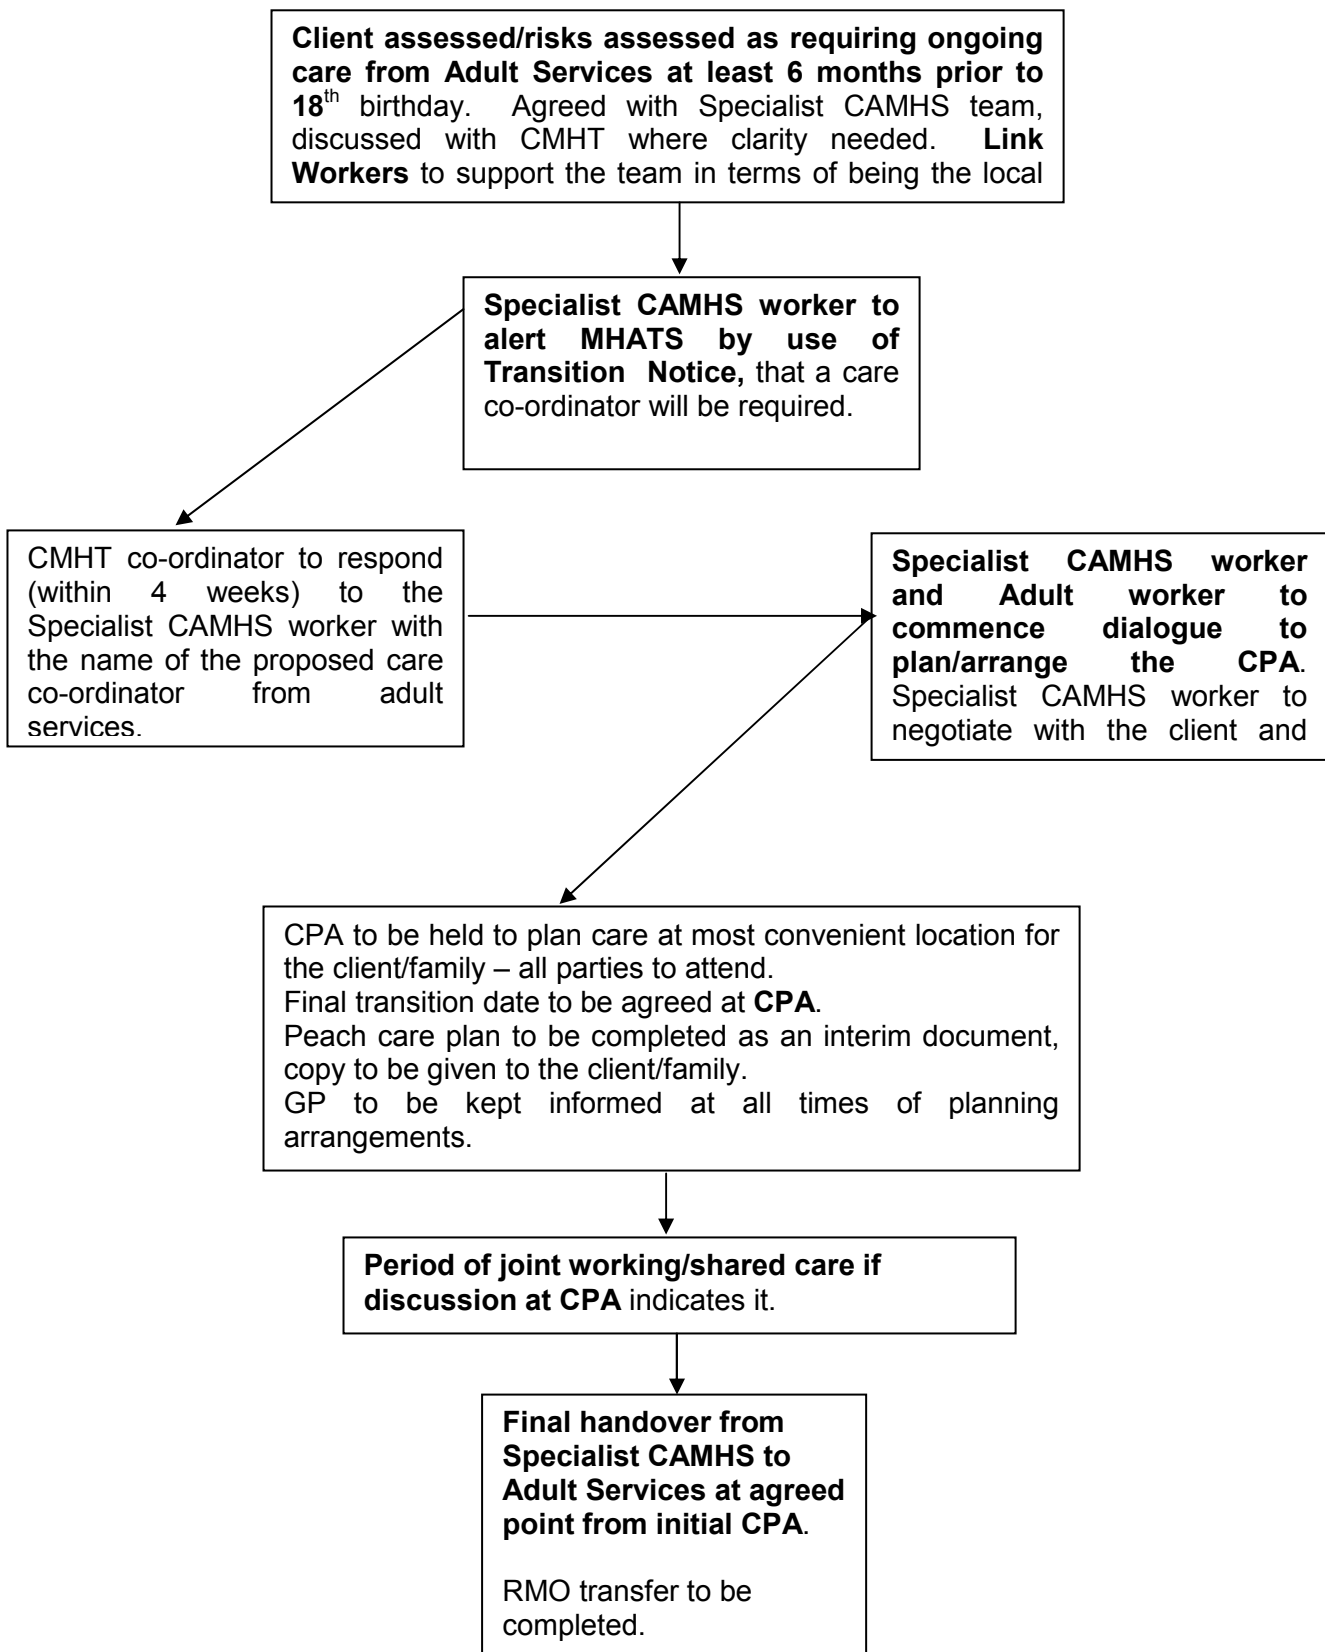 Client assessed/risks assessed as requiring ongoing
care from Adult Services at least 6 months prior to
18th birthday. Agreed with Specialist CAMHS team,
discussed with CMHT where clarity needed. Link
Workers to support the team in terms of being the local
Specialist CAMHS worker to
alert MHATS by use of
Transition Notice, that a care
co-ordinator will be required.
CMHT co-ordinator to respond
(within 4 weeks) to the
Specialist CAMHS worker with
the name of the proposed care
co-ordinator from adult
services.
Specialist CAMHS worker
and Adult worker to
commence dialogue to
plan/arrange the CPA.
Specialist CAMHS worker to
negotiate with the client and
CPA to be held to plan care at most convenient location for
the client/family – all parties to attend.
Final transition date to be agreed at CPA.
Peach care plan to be completed as an interim document,
copy to be given to the client/family.
GP to be kept informed at all times of planning
arrangements.
Period of joint working/shared care if
discussion at CPA indicates it.
Final handover from
Specialist CAMHS to
Adult Services at agreed
point from initial CPA.
RMO transfer to be
completed.